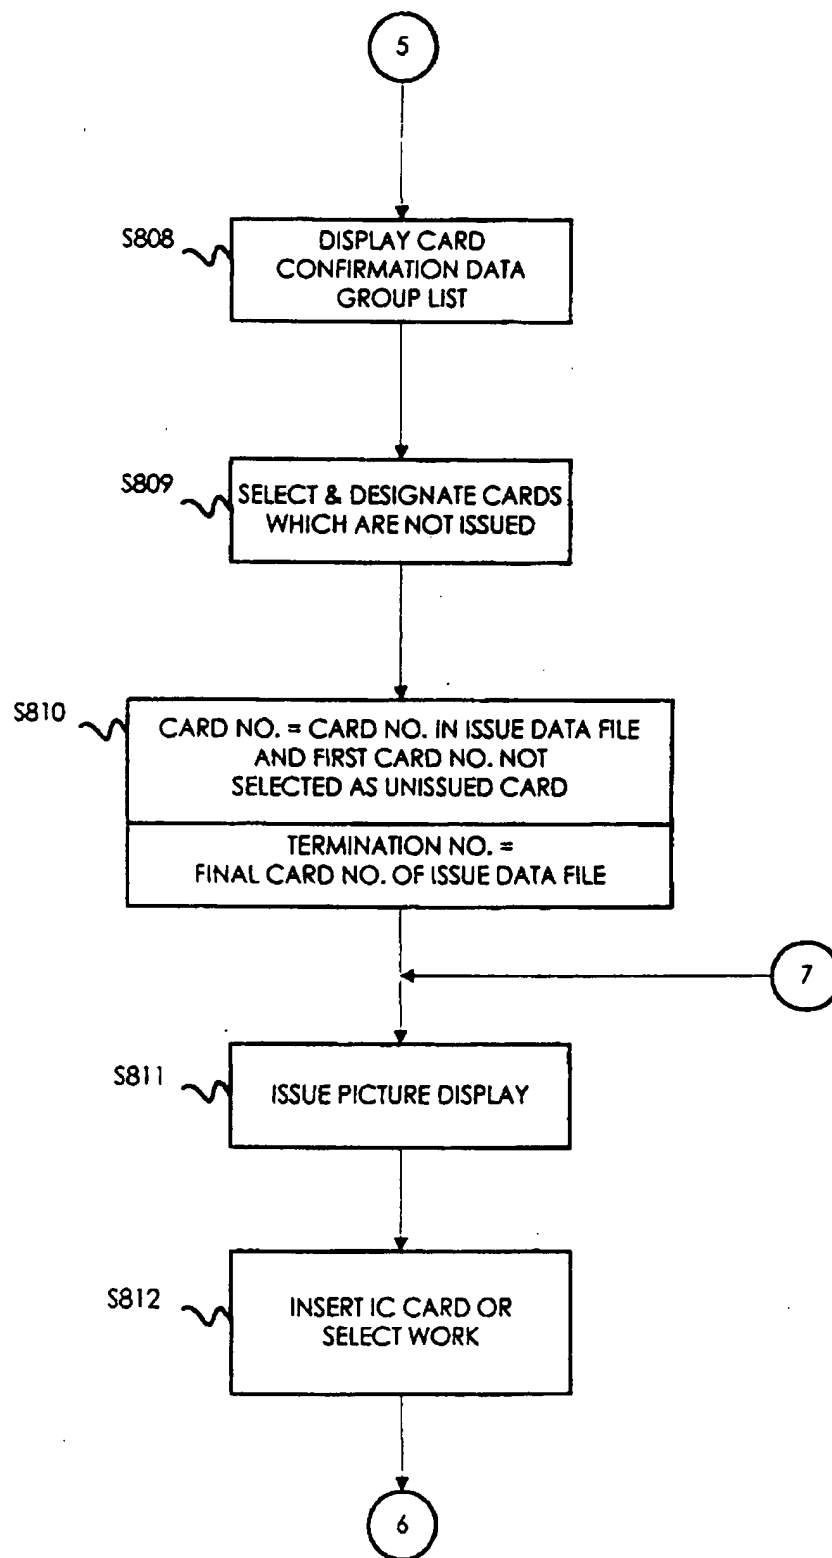 5
S808
DISPLAY CARD
CONFIRMATION DATA
GROUP LIST
S809
SELECT & DESIGNATE CARDS
WHICH ARE NOT ISSUED
S810
CARD NO. = CARD NO. IN ISSUE DATA FILE
AND FIRST CARD NO. NOT
SELECTED AS UNISSUED CARD
TERMINATION NO. =
FINAL CARD NO. OF ISSUE DATA FILE
7
S811
ISSUE PICTURE DISPLAY
S812
INSERT IC CARD OR
SELECT WORK
6